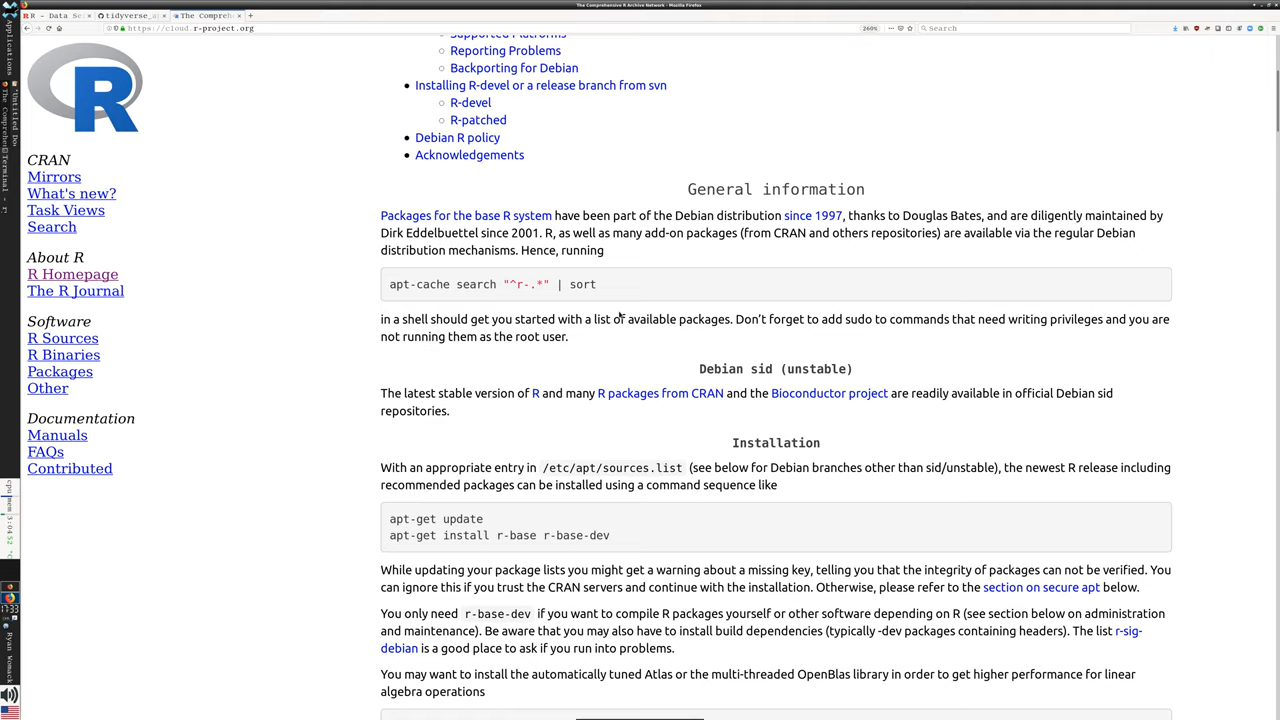 The Comprehensive R Archive Network - Mozilla Firefox
R - Data Se
tidyverse_a
The Compreh
https://cloud.r-project.org
260%
Search
Applications
Terminal - r
17:33
Ryan Womack
R
CRAN
Mirrors
What's new?
Task Views
Search
About R
R Homepage
The R Journal
Software
R Sources
R Binaries
Packages
Other
Documentation
Manuals
FAQs
Contributed
Supported Platforms
Reporting Problems
Backporting for Debian
Installing R-devel or a release branch from svn
R-devel
R-patched
Debian R policy
Acknowledgements
General information
Packages for the base R system have been part of the Debian distribution since 1997, thanks to Douglas Bates, and are diligently maintained by
Dirk Eddelbuettel since 2001. R, as well as many add-on packages (from CRAN and others repositories) are available via the regular Debian
distribution mechanisms. Hence, running
apt-cache search "^r-.*" | sort
in a shell should get you started with a list of available packages. Don't forget to add sudo to commands that need writing privileges and you are
not running them as the root user.
Debian sid (unstable)
The latest stable version of R and many R packages from CRAN and the Bioconductor project are readily available in official Debian sid
repositories.
Installation
With an appropriate entry in /etc/apt/sources.list (see below for Debian branches other than sid/unstable), the newest R release including
recommended packages can be installed using a command sequence like
apt-get update
apt-get install r-base r-base-dev
While updating your package lists you might get a warning about a missing key, telling you that the integrity of packages can not be verified. You
can ignore this if you trust the CRAN servers and continue with the installation. Otherwise, please refer to the section on secure apt below.
You only need r-base-dev if you want to compile R packages yourself or other software depending on R (see section below on administration
and maintenance). Be aware that you may also have to install build dependencies (typically -dev packages containing headers). The list r-sig-
debian is a good place to ask if you run into problems.
You may want to install the automatically tuned Atlas or the multi-threaded OpenBlas library in order to get higher performance for linear
algebra operations